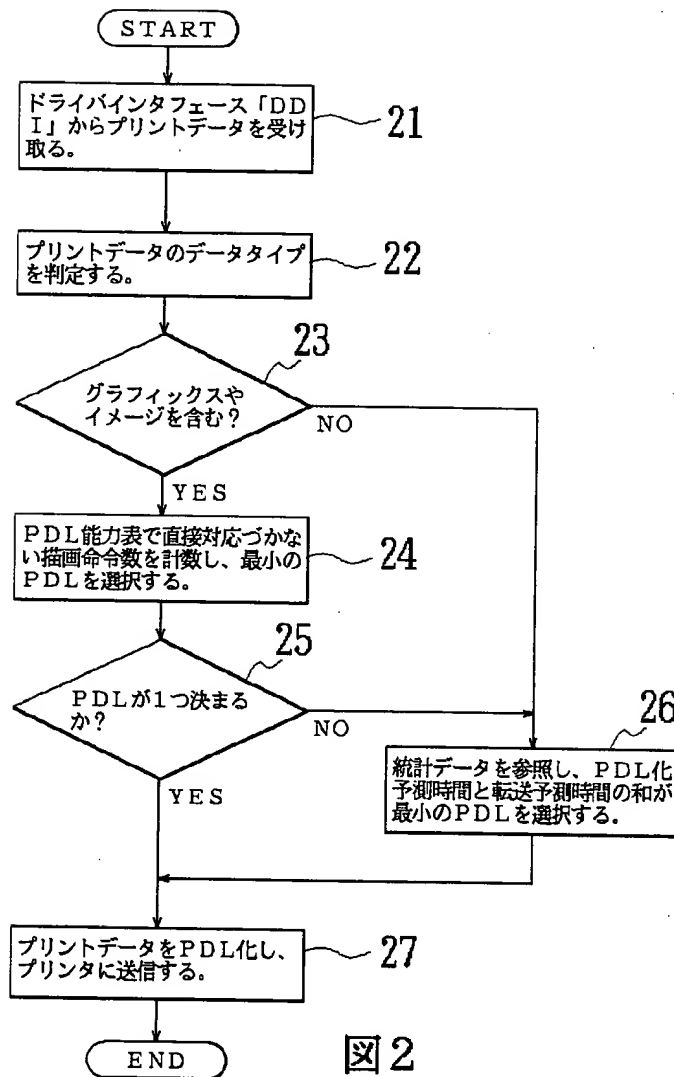 START
ドライバインタフェース「DD
I」からプリントデータを受け
取る。
21
プリントデータのデータタイプ
を判定する。
22
23
グラフィックスや
イメージを含む?
NO
YES
PDL能力表で直接対応づかな
い描画命令数を計数し、最小の
PDLを選択する。
24
25
PDLが1つ決まる
か?
NO
YES
26
統計データを参照し、PDL化
予測時間と転送予測時間の和が
最小のPDLを選択する。
プリントデータをPDL化し、
プリンタに送信する。
27
END
図2